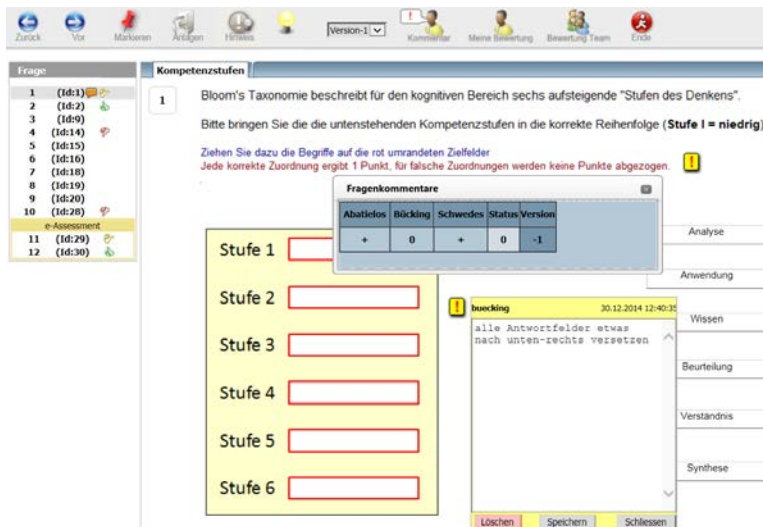 Zurück Vor Markieren Anlagen Hinweis Version-1 Kommentar Meine Bewertung Bewertung Team Ende
Frage
1 (Id:1)
2 (Id:2)
3 (Id:9)
4 (Id:14)
5 (Id:15)
6 (Id:16)
7 (Id:18)
8 (Id:19)
9 (Id:20)
10 (Id:28)
e-Assessment
11 (Id:29)
12 (Id:30)
Kompetenzstufen
1
Bloom's Taxonomie beschreibt für den kognitiven Bereich sechs aufsteigende "Stufen des Denkens".
Bitte bringen Sie die die untenstehenden Kompetenzstufen in die korrekte Reihenfolge (Stufe I = niedrig)
Ziehen Sie dazu die Begriffe auf die rot umrandeten Zielfelder
Jede korrekte Zuordnung ergibt 1 Punkt, für falsche Zuordnungen werden keine Punkte abgezogen.
!
Fragenkommentare
Abatielos Bücking Schwedes Status Version
+ 0 + 0 -1
Stufe 1
Stufe 2
Stufe 3
Stufe 4
Stufe 5
Stufe 6
! buecking 30.12.2014 12:40:35
alle Antwortfelder etwas
nach unten-rechts versetzen
Löschen Speichern Schliessen
Analyse
Anwendung
Wissen
Beurteilung
Verständnis
Synthese